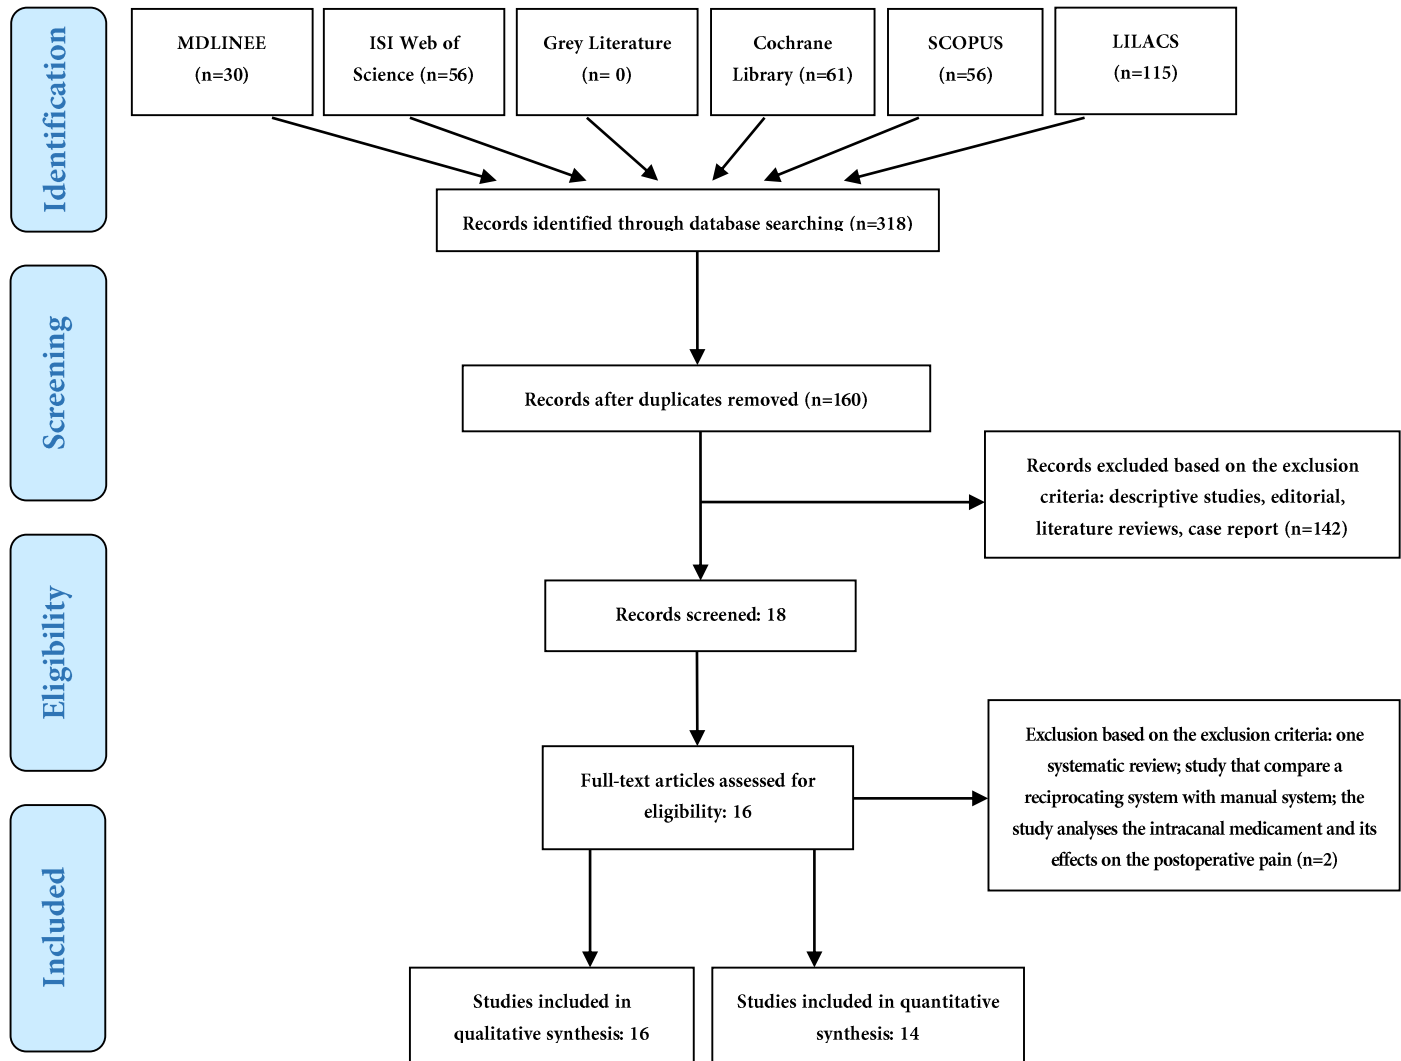 Identification
MDLINEE
(n=30)
ISI Web of
Science (n=56)
Grey Literature
(n= 0)
Cochrane
Library (n=61)
SCOPUS
(n=56)
LILACS
(n=115)
Records identified through database searching (n=318)
Screening
Records after duplicates removed (n=160)
Records excluded based on the exclusion
criteria: descriptive studies, editorial,
literature reviews, case report (n=142)
Eligibility
Records screened: 18
Full-text articles assessed for
eligibility: 16
Exclusion based on the exclusion criteria: one
systematic review; study that compare a
reciprocating system with manual system; the
study analyses the intracanal medicament and its
effects on the postoperative pain (n=2)
Included
Studies included in
qualitative synthesis: 16
Studies included in quantitative
synthesis: 14